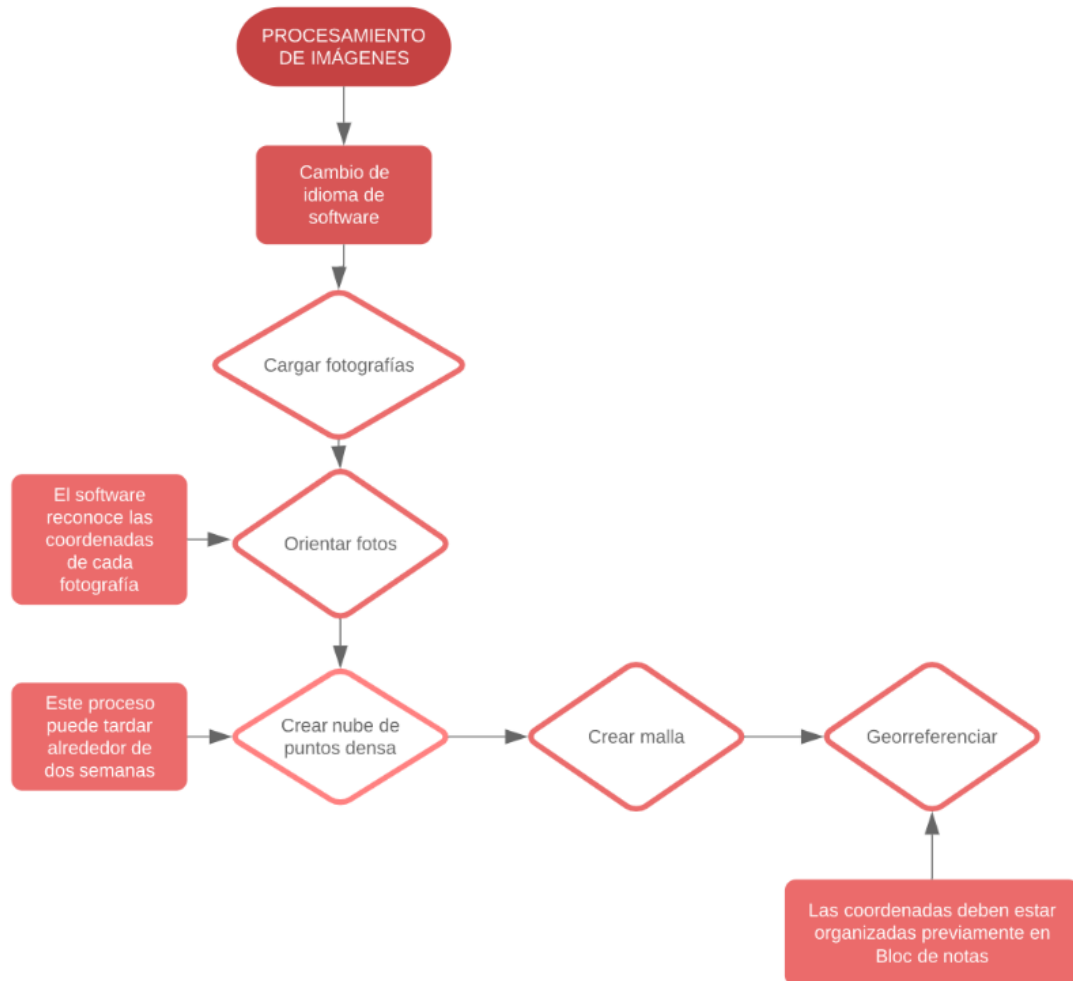 PROCESAMIENTO
DE IMÁGENES
Cambio de
idioma de
software
Cargar fotografías
El software
reconoce las
coordenadas
de cada
fotografía
Orientar fotos
Este proceso
puede tardar
alrededor de
dos semanas
Crear nube de
puntos densa
Crear malla
Georreferenciar
Las coordenadas deben estar
organizadas previamente en
Bloc de notas